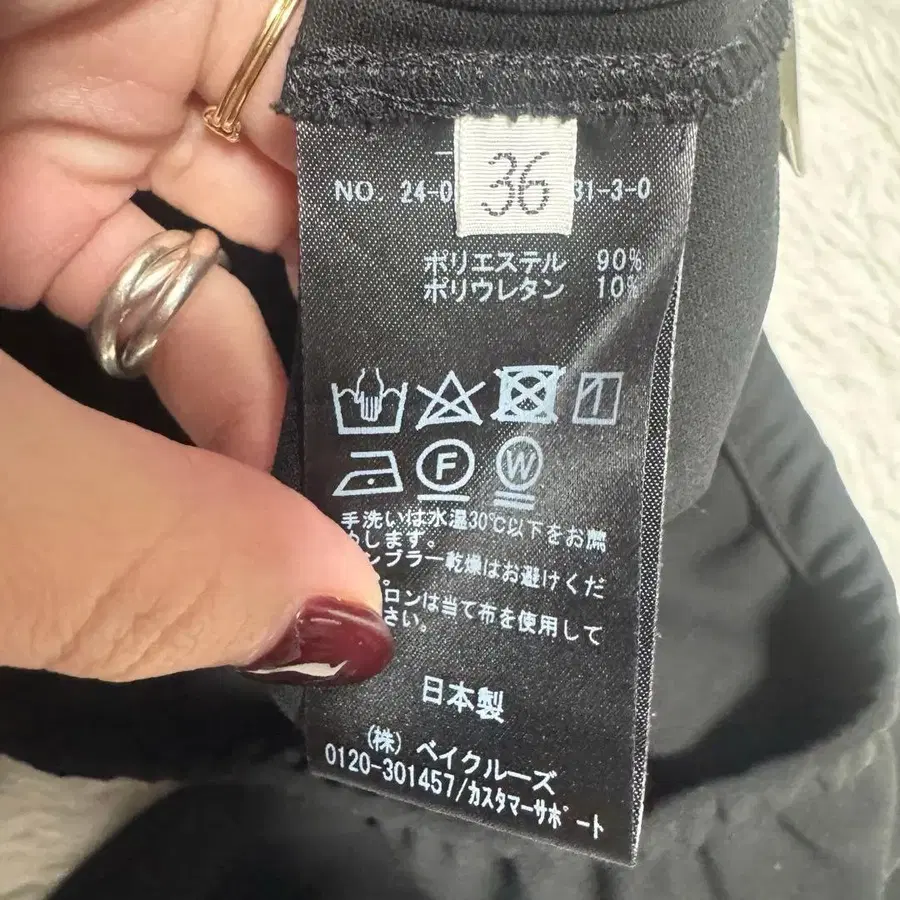 NO. 24-0
36
31-3-0
ポリエステル 90%
ポリウレタン 10%
F
W
手洗いは水温30℃以下をお薦
めします。
ンブラー乾燥はお避けくだ
。
ロンは当て布を使用して
さい。
日本製
(株) ベイクルーズ
0120-301457/カスタマーサポート